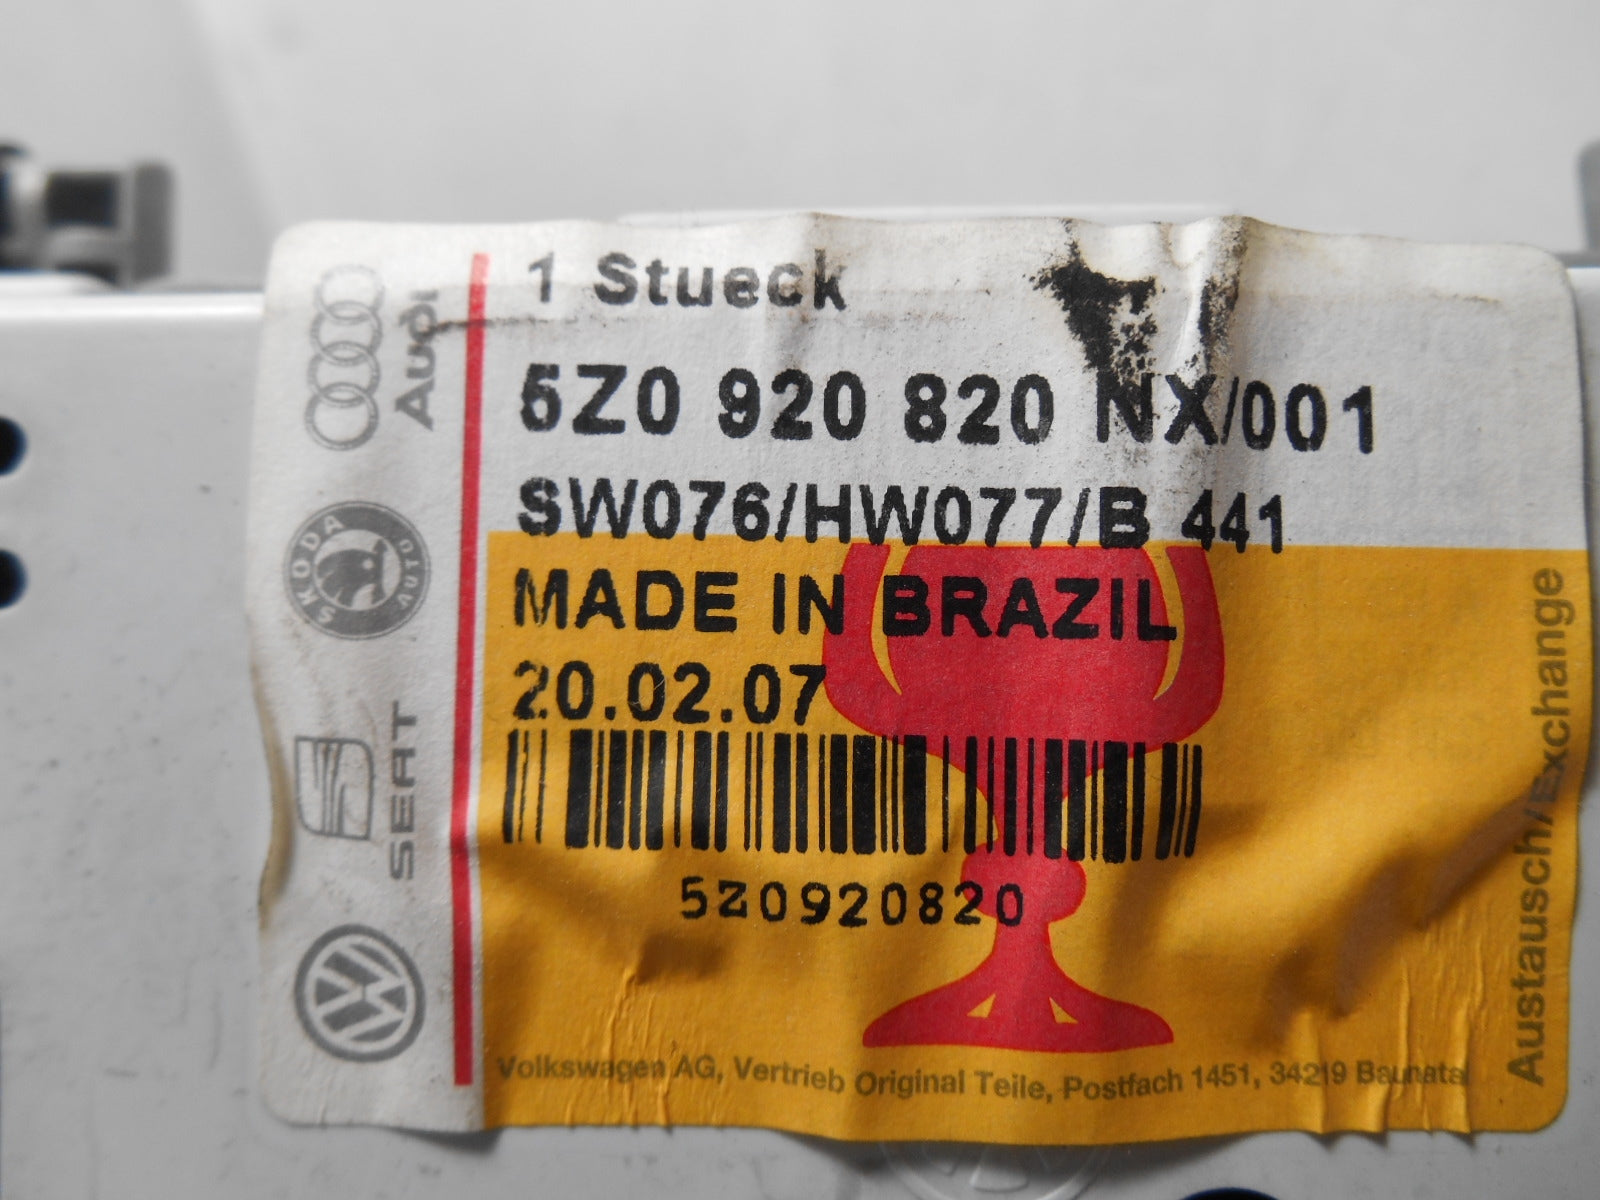 1 Stueck
5Z0 920 820 NX/001
SW076/HW077/B 441
MADE IN BRAZIL
20.02.07
5Z0920820
Volkswagen AG, Vertrieb Original Teile, Postfach 1451, 34219 Baunatal
Austausch/Exchange
Audi
SKODA
AUTO
SEAT